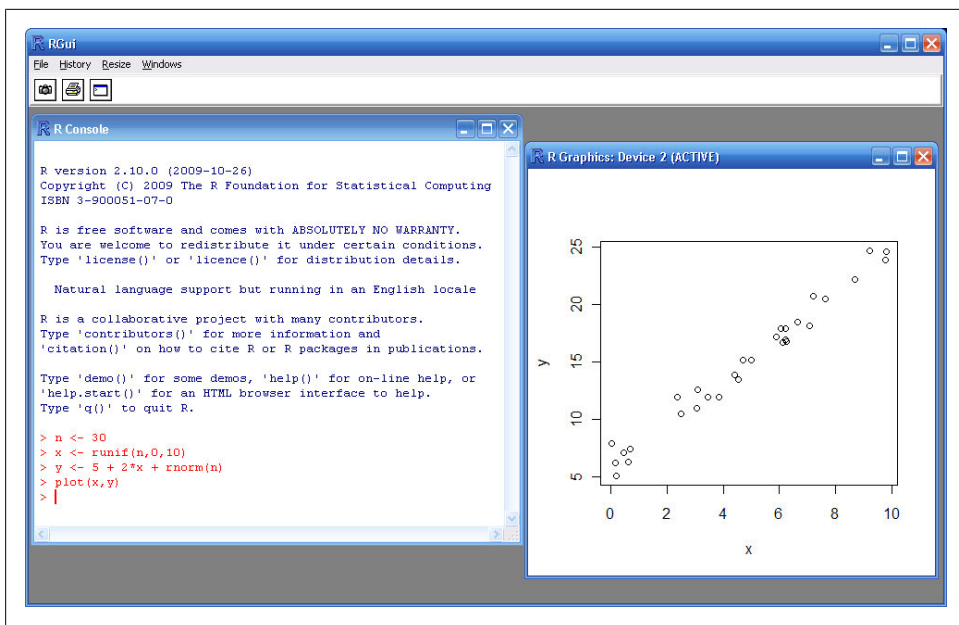 RGui
File History Resize Windows
R Console
R version 2.10.0 (2009-10-26)
Copyright (C) 2009 The R Foundation for Statistical Computing
ISBN 3-900051-07-0
R is free software and comes with ABSOLUTELY NO WARRANTY.
You are welcome to redistribute it under certain conditions.
Type 'license()' or 'licence()' for distribution details.
Natural language support but running in an English locale
R is a collaborative project with many contributors.
Type 'contributors()' for more information and
'citation()' on how to cite R or R packages in publications.
Type 'demo()' for some demos, 'help()' for on-line help, or
'help.start()' for an HTML browser interface to help.
Type 'q()' to quit R.
> n <- 30
> x <- runif(n,0,10)
> y <- 5 + 2*x + rnorm(n)
> plot(x,y)
>
R Graphics: Device 2 (ACTIVE)
25
20
15
10
5
y
0 2 4 6 8 10
x